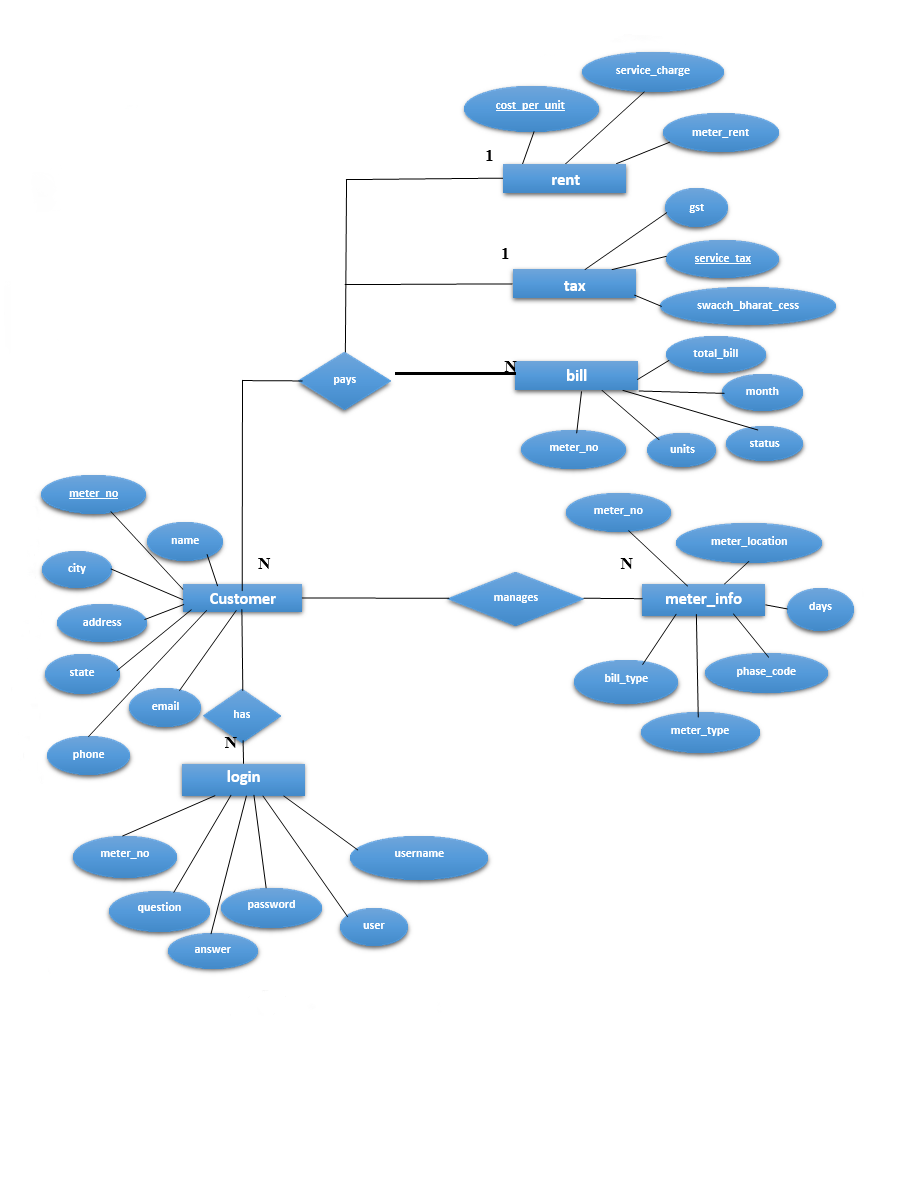 service_charge
cost_per_unit
meter_rent
1
rent
gst
1
service_tax
tax
swacch_bharat_cess
total_bill
N
bill
pays
month
status
meter_no
units
meter_no
meter_no
name
meter_location
city
N
N
Customer
manages
meter_info
days
address
state
phase_code
bill_type
email
has
meter_type
N
phone
login
meter_no
username
question
password
user
answer